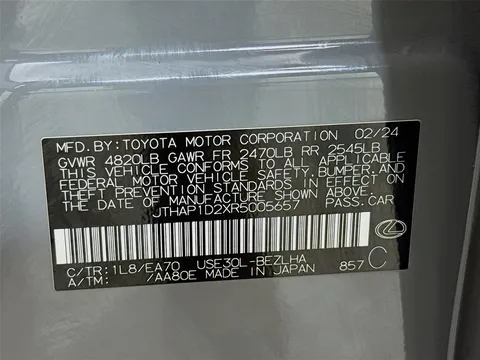 MFD.BY: TOYOTA MOTOR CORPORATION 02/24
GVWR 4820LB GAWR FR 2470LB RR 2545LB
THIS VEHICLE CONFORMS TO ALL APPLICABLE
FEDERAL MOTOR VEHICLE SAFETY, BUMPER, AND
THEFT PREVENTION STANDARDS IN EFFECT ON
THE DATE OF MANUFACTURE SHOWN ABOVE.
JTHAP1D2XR5005657 PASS.CAR
C/TR: 1L8/EA70 USE30L-BEZLHA
A/TM: /AA80E MADE IN JAPAN 857 C